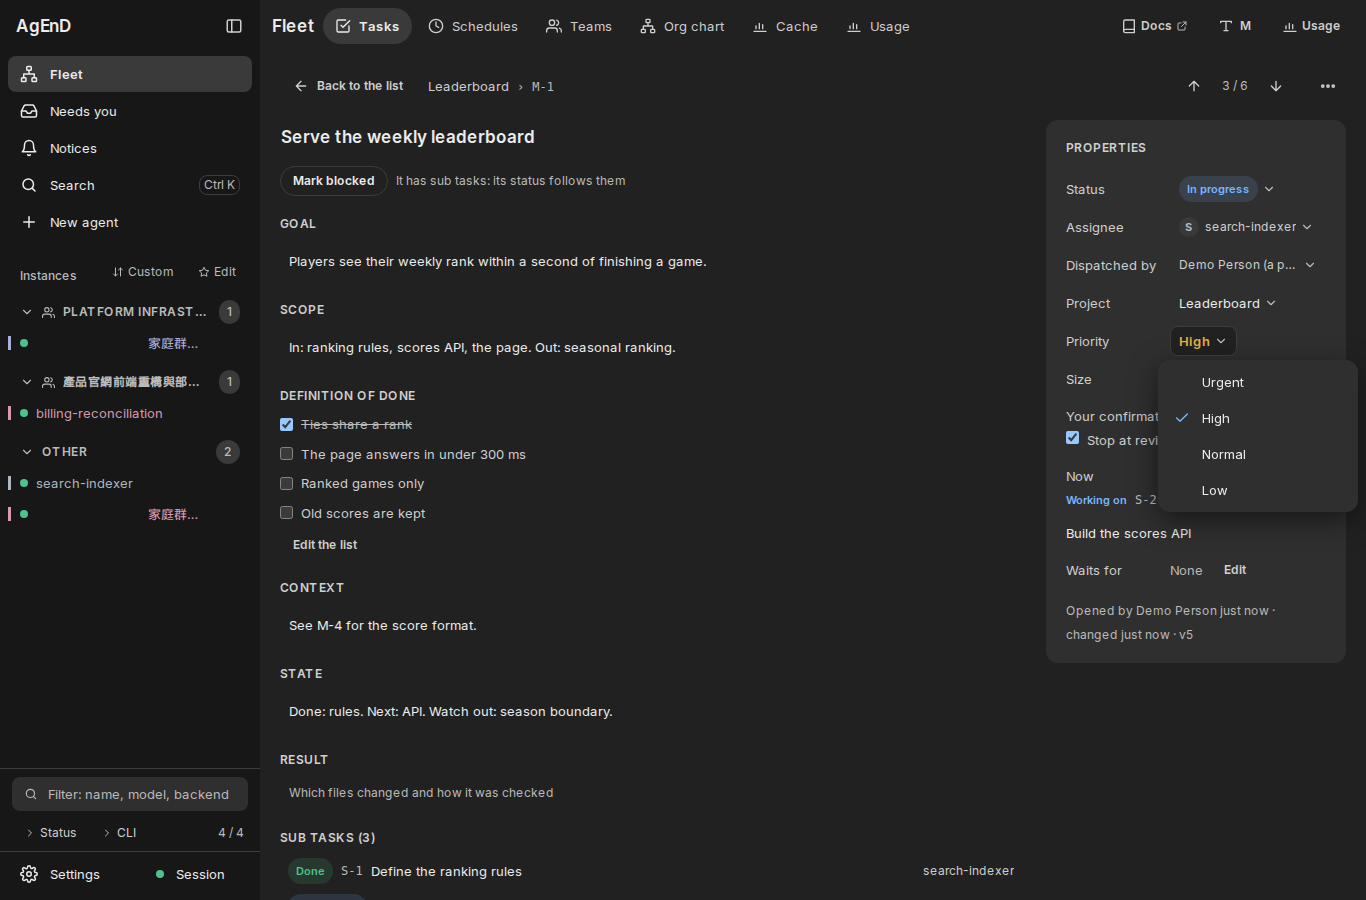 AgEnD
Fleet
Needs you
Notices
Search Ctrl K
New agent
Instances Custom Edit
PLATFORM INFRAST... 1
家庭群...
產品官網前端重構與部... 1
billing-reconciliation
OTHER 2
search-indexer
家庭群...
Filter: name, model, backend
Status CLI 4 / 4
Settings Session
Fleet Tasks Schedules Teams Org chart Cache Usage Docs M Usage
Back to the list Leaderboard › M-1 3 / 6
Serve the weekly leaderboard
Mark blocked It has sub tasks: its status follows them
GOAL
Players see their weekly rank within a second of finishing a game.
SCOPE
In: ranking rules, scores API, the page. Out: seasonal ranking.
DEFINITION OF DONE
Ties share a rank
The page answers in under 300 ms
Ranked games only
Old scores are kept
Edit the list
CONTEXT
See M-4 for the score format.
STATE
Done: rules. Next: API. Watch out: season boundary.
RESULT
Which files changed and how it was checked
SUB TASKS (3)
Done S-1 Define the ranking rules search-indexer
PROPERTIES
Status In progress
Assignee S search-indexer
Dispatched by Demo Person (a p...
Project Leaderboard
Priority High
Size
Urgent
High
Normal
Low
Your confirmat
Stop at revi
Now
Working on S-2
Build the scores API
Waits for None Edit
Opened by Demo Person just now ·
changed just now · v5